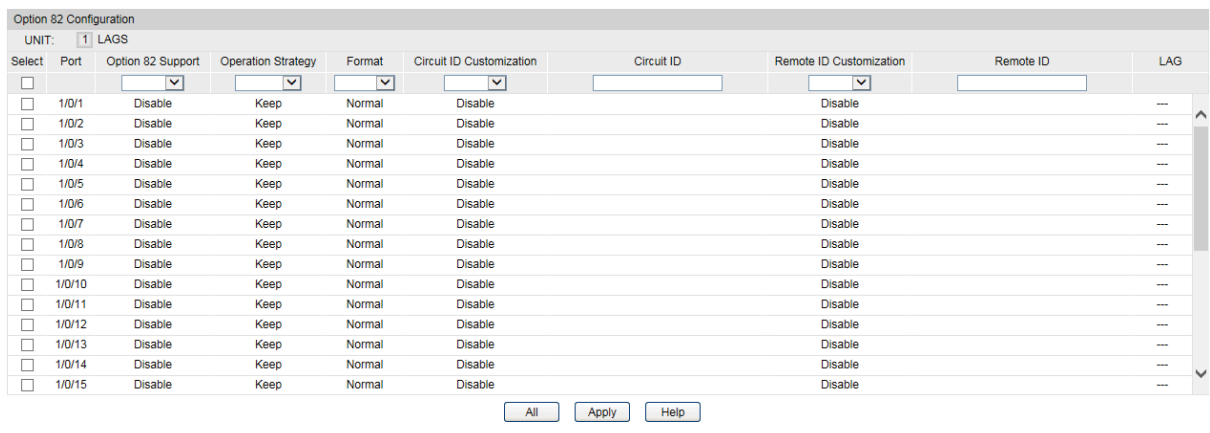 Option 82 Configuration
UNIT: 1 LAGS
Select Port Option 82 Support Operation Strategy Format Circuit ID Customization Circuit ID Remote ID Customization Remote ID LAG
1/0/1 Disable Keep Normal Disable Disable ---
1/0/2 Disable Keep Normal Disable Disable ---
1/0/3 Disable Keep Normal Disable Disable ---
1/0/4 Disable Keep Normal Disable Disable ---
1/0/5 Disable Keep Normal Disable Disable ---
1/0/6 Disable Keep Normal Disable Disable ---
1/0/7 Disable Keep Normal Disable Disable ---
1/0/8 Disable Keep Normal Disable Disable ---
1/0/9 Disable Keep Normal Disable Disable ---
1/0/10 Disable Keep Normal Disable Disable ---
1/0/11 Disable Keep Normal Disable Disable ---
1/0/12 Disable Keep Normal Disable Disable ---
1/0/13 Disable Keep Normal Disable Disable ---
1/0/14 Disable Keep Normal Disable Disable ---
1/0/15 Disable Keep Normal Disable Disable ---
All Apply Help